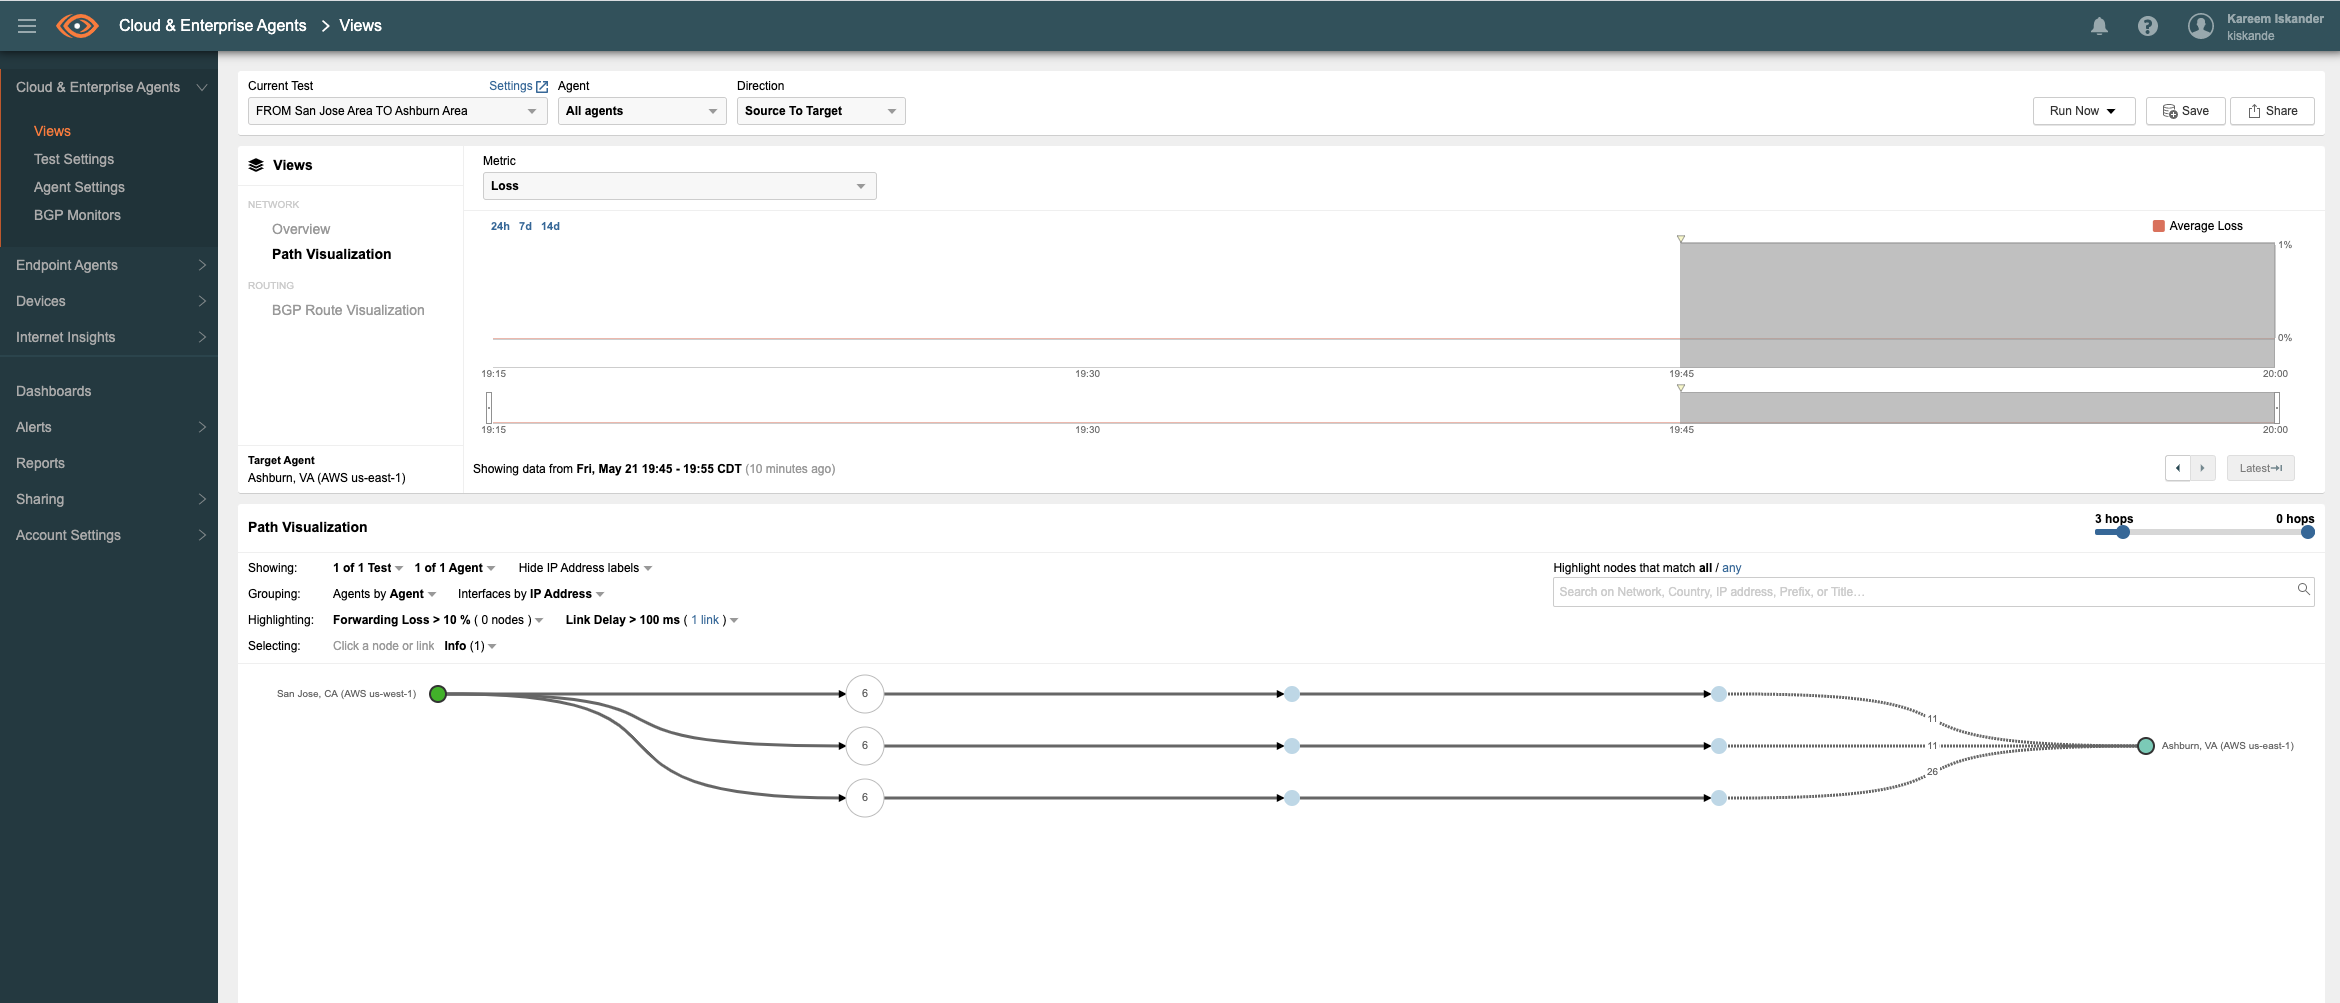 Cloud & Enterprise Agents > Views
Kareem Iskander
kiskande
Cloud & Enterprise Agents
Views
Test Settings
Agent Settings
BGP Monitors
Endpoint Agents
Devices
Internet Insights
Dashboards
Alerts
Reports
Sharing
Account Settings
Current Test Settings Agent Direction
FROM San Jose Area TO Ashburn Area All agents Source To Target
Run Now Save Share
Views
NETWORK
Overview
Path Visualization
ROUTING
BGP Route Visualization
Target Agent
Ashburn, VA (AWS us-east-1)
Metric
Loss
24h 7d 14d
Average Loss
1%
0%
19:15 19:30 19:45 20:00
19:15 19:30 19:45 20:00
Showing data from Fri, May 21 19:45 - 19:55 CDT (10 minutes ago)
Latest
Path Visualization
3 hops 0 hops
Showing: 1 of 1 Test 1 of 1 Agent Hide IP Address labels
Grouping: Agents by Agent Interfaces by IP Address
Highlighting: Forwarding Loss > 10 % ( 0 nodes ) Link Delay > 100 ms ( 1 link )
Selecting: Click a node or link Info (1)
Highlight nodes that match all / any
Search on Network, Country, IP address, Prefix, or Title...
San Jose, CA (AWS us-west-1) 6
11
6 11 Ashburn, VA (AWS us-east-1)
26
6